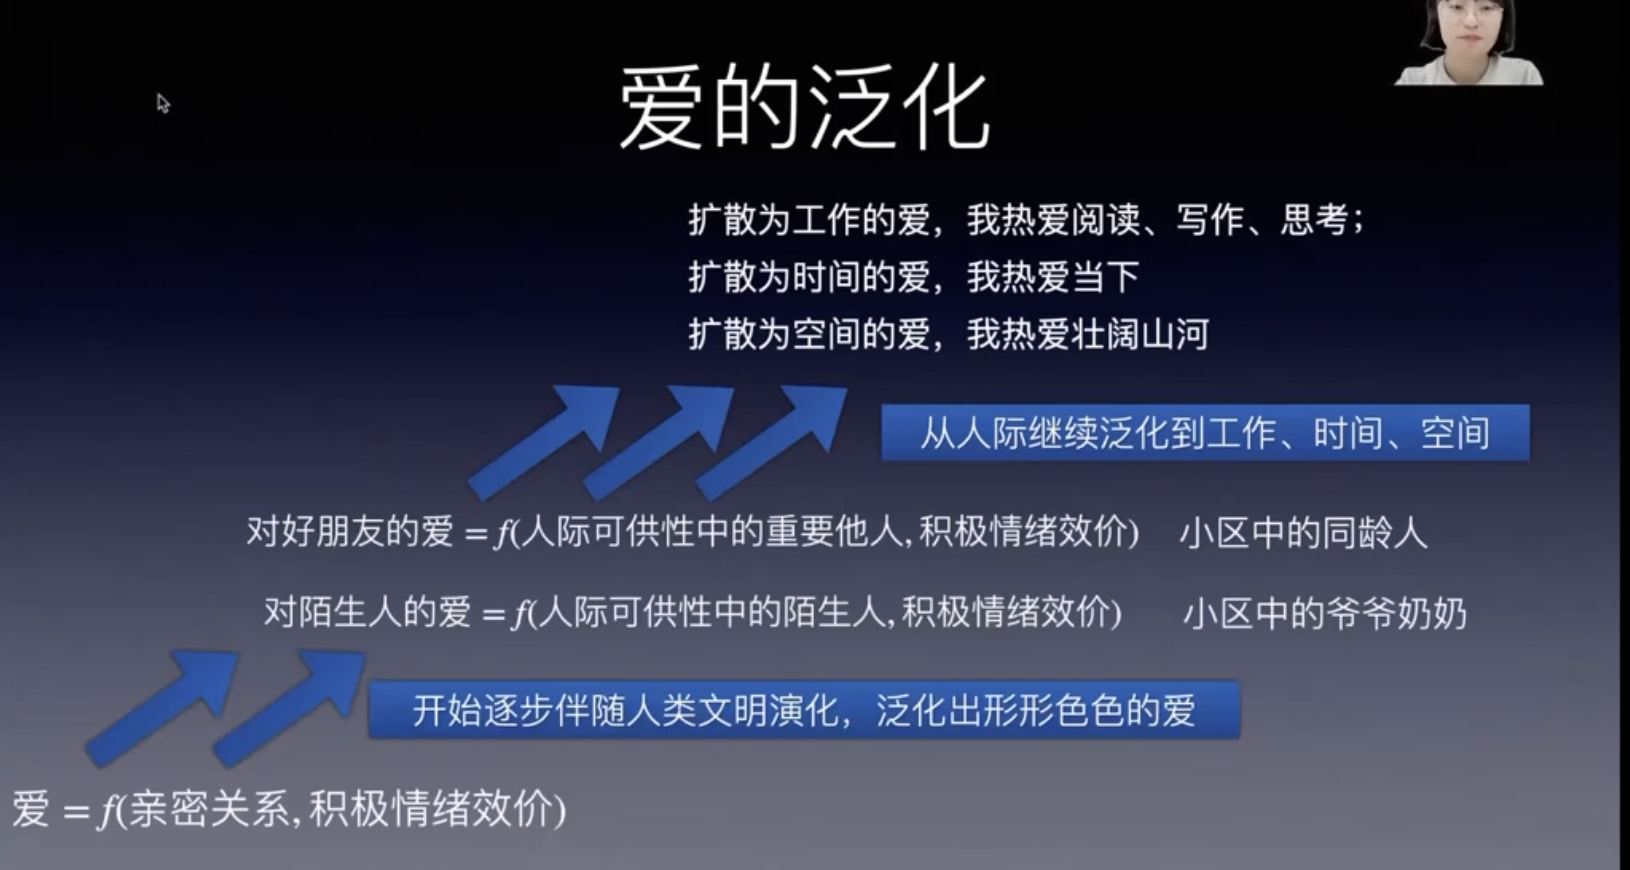 爱的泛化
扩散为工作的爱，我热爱阅读、写作、思考；
扩散为时间的爱，我热爱当下
扩散为空间的爱，我热爱壮阔山河
从人际继续泛化到工作、时间、空间
对好朋友的爱 = f(人际可供性中的重要他人, 积极情绪效价) 小区中的同龄人
对陌生人的爱 = f(人际可供性中的陌生人, 积极情绪效价) 小区中的爷爷奶奶
开始逐步伴随人类文明演化，泛化出形形色色的爱
爱 = f(亲密关系, 积极情绪效价)